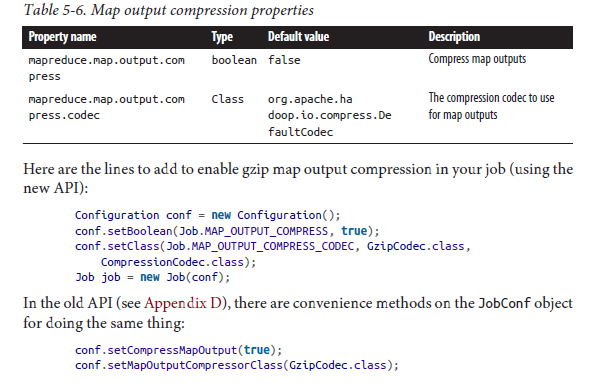 Table 5-6. Map output compression properties
Property name Type Default value Description
mapreduce.map.output.com boolean false Compress map outputs
press
mapreduce.map.output.com Class org.apache.ha The compression codec to use
press.codec doop.io.compress.De for map outputs
faultCodec
Here are the lines to add to enable gzip map output compression in your job (using the
new API):
Configuration conf = new Configuration();
conf.setBoolean(Job.MAP_OUTPUT_COMPRESS, true);
conf.setClass(Job.MAP_OUTPUT_COMPRESS_CODEC, GzipCodec.class,
CompressionCodec.class);
Job job = new Job(conf);
In the old API (see Appendix D), there are convenience methods on the JobConf object
for doing the same thing:
conf.setCompressMapOutput(true);
conf.setMapOutputCompressorClass(GzipCodec.class);